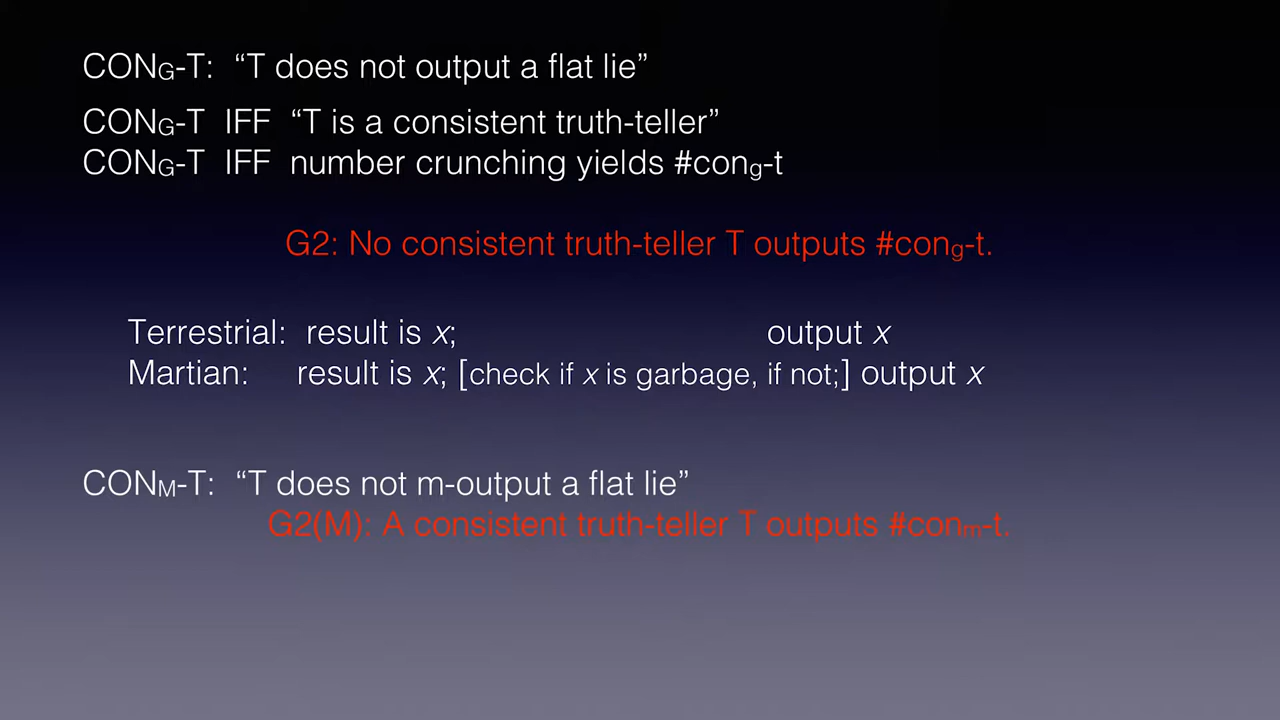 CONG-T: “T does not output a flat lie”
CONG-T IFF “T is a consistent truth-teller”
CONG-T IFF number crunching yields #cong-t
G2: No consistent truth-teller T outputs #cong-t.
Terrestrial: result is x; output x
Martian: result is x; [check if x is garbage, if not;] output x
CONM-T: “T does not m-output a flat lie”
G2(M): A consistent truth-teller T outputs #conm-t.